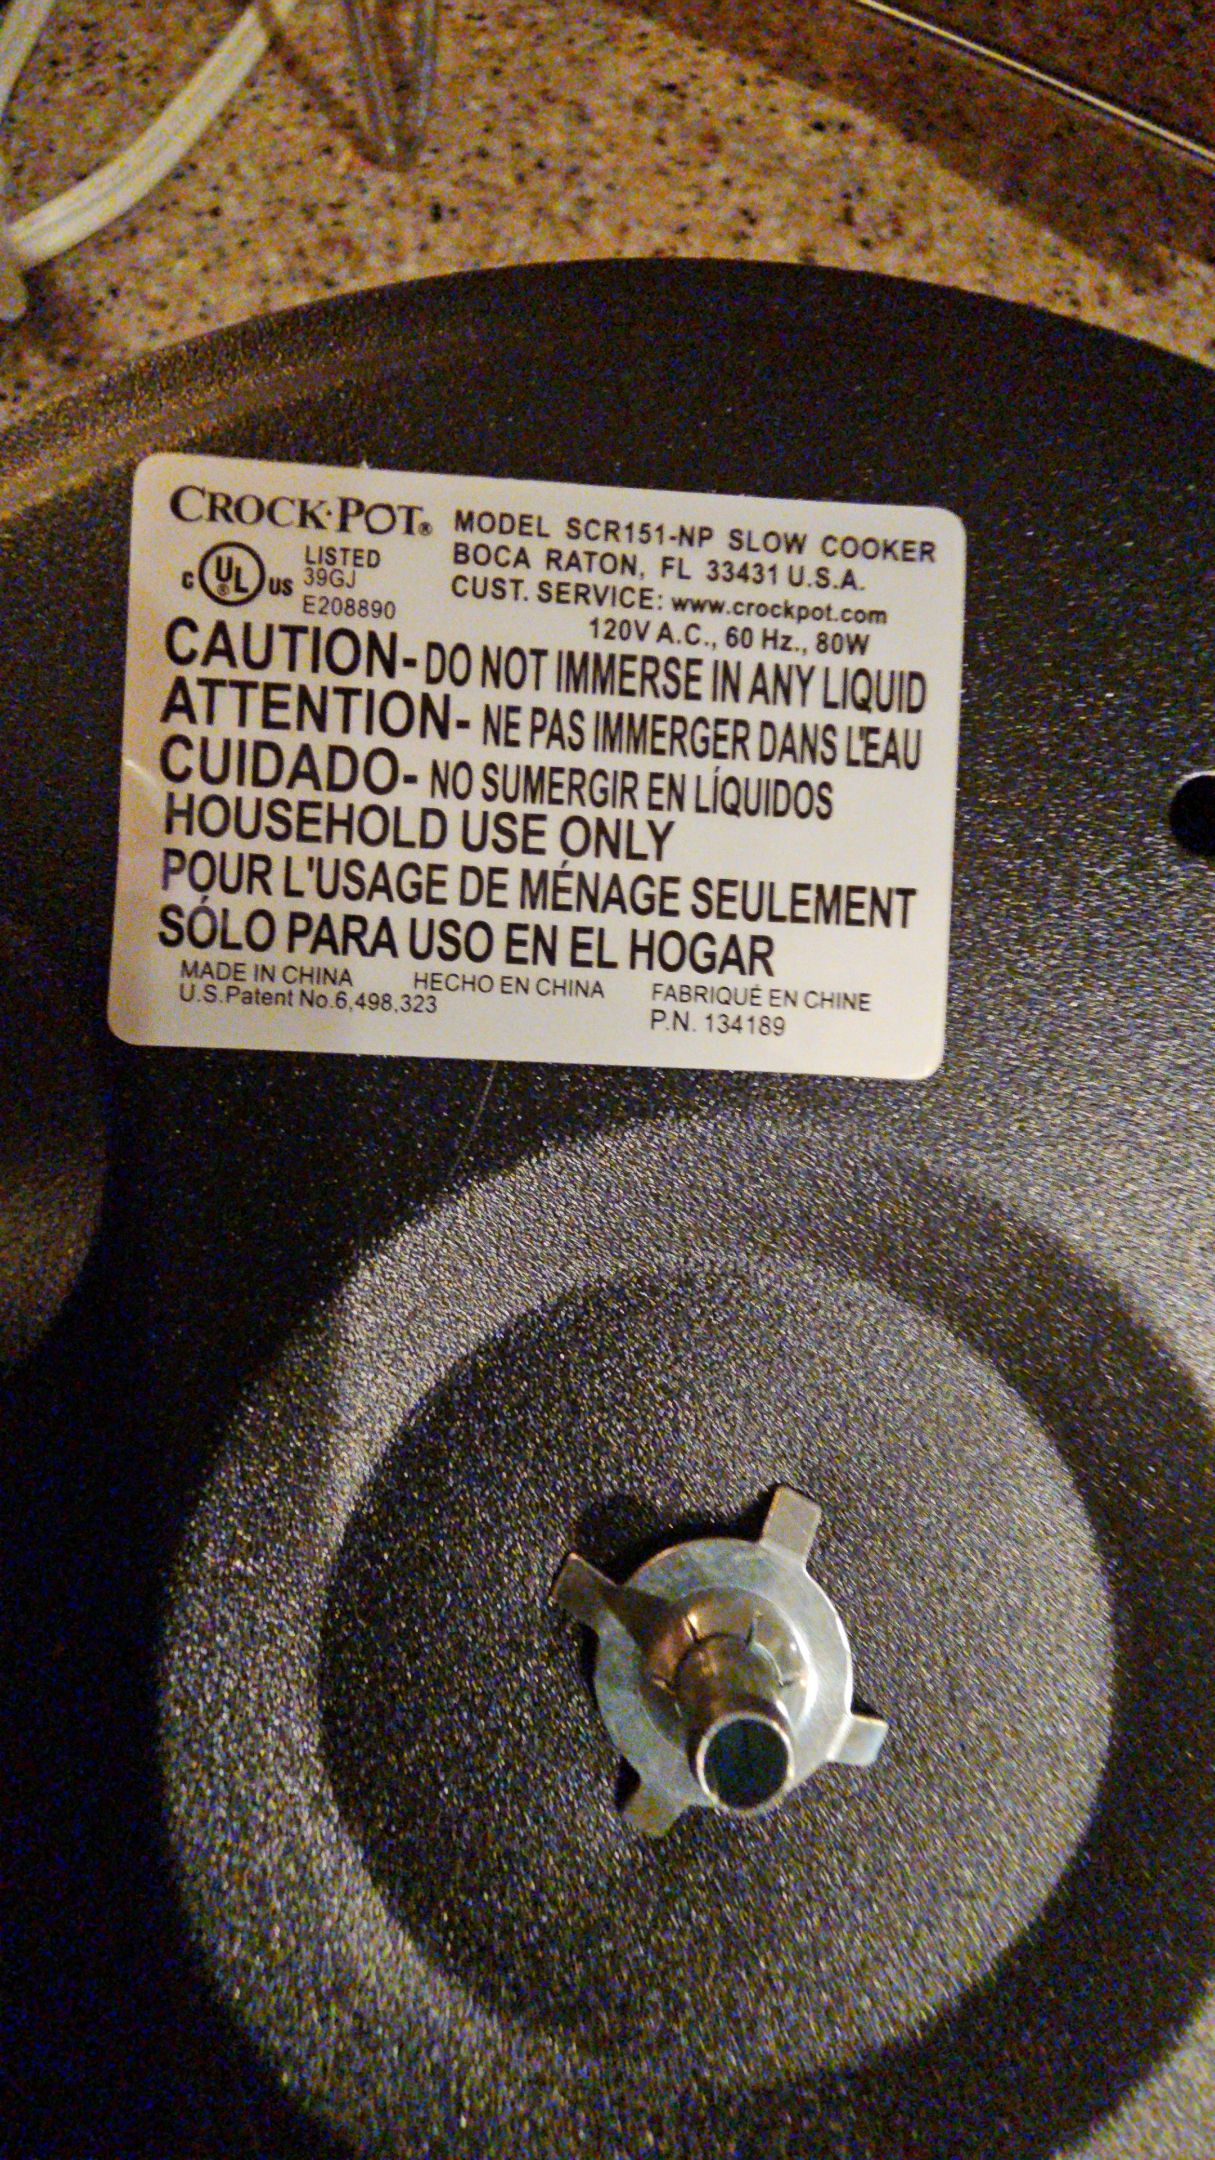 CROCK·POT® MODEL SCR151-NP SLOW COOKER
BOCA RATON, FL 33431 U.S.A.
CUST. SERVICE: www.crockpot.com
120V A.C., 60 Hz., 80W
C UL® US LISTED
39GJ
E208890
CAUTION- DO NOT IMMERSE IN ANY LIQUID
ATTENTION- NE PAS IMMERGER DANS L'EAU
CUIDADO- NO SUMERGIR EN LÍQUIDOS
HOUSEHOLD USE ONLY
POUR L'USAGE DE MÉNAGE SEULEMENT
SÓLO PARA USO EN EL HOGAR
MADE IN CHINA HECHO EN CHINA FABRIQUÉ EN CHINE
U.S.Patent No.6,498,323 P.N. 134189